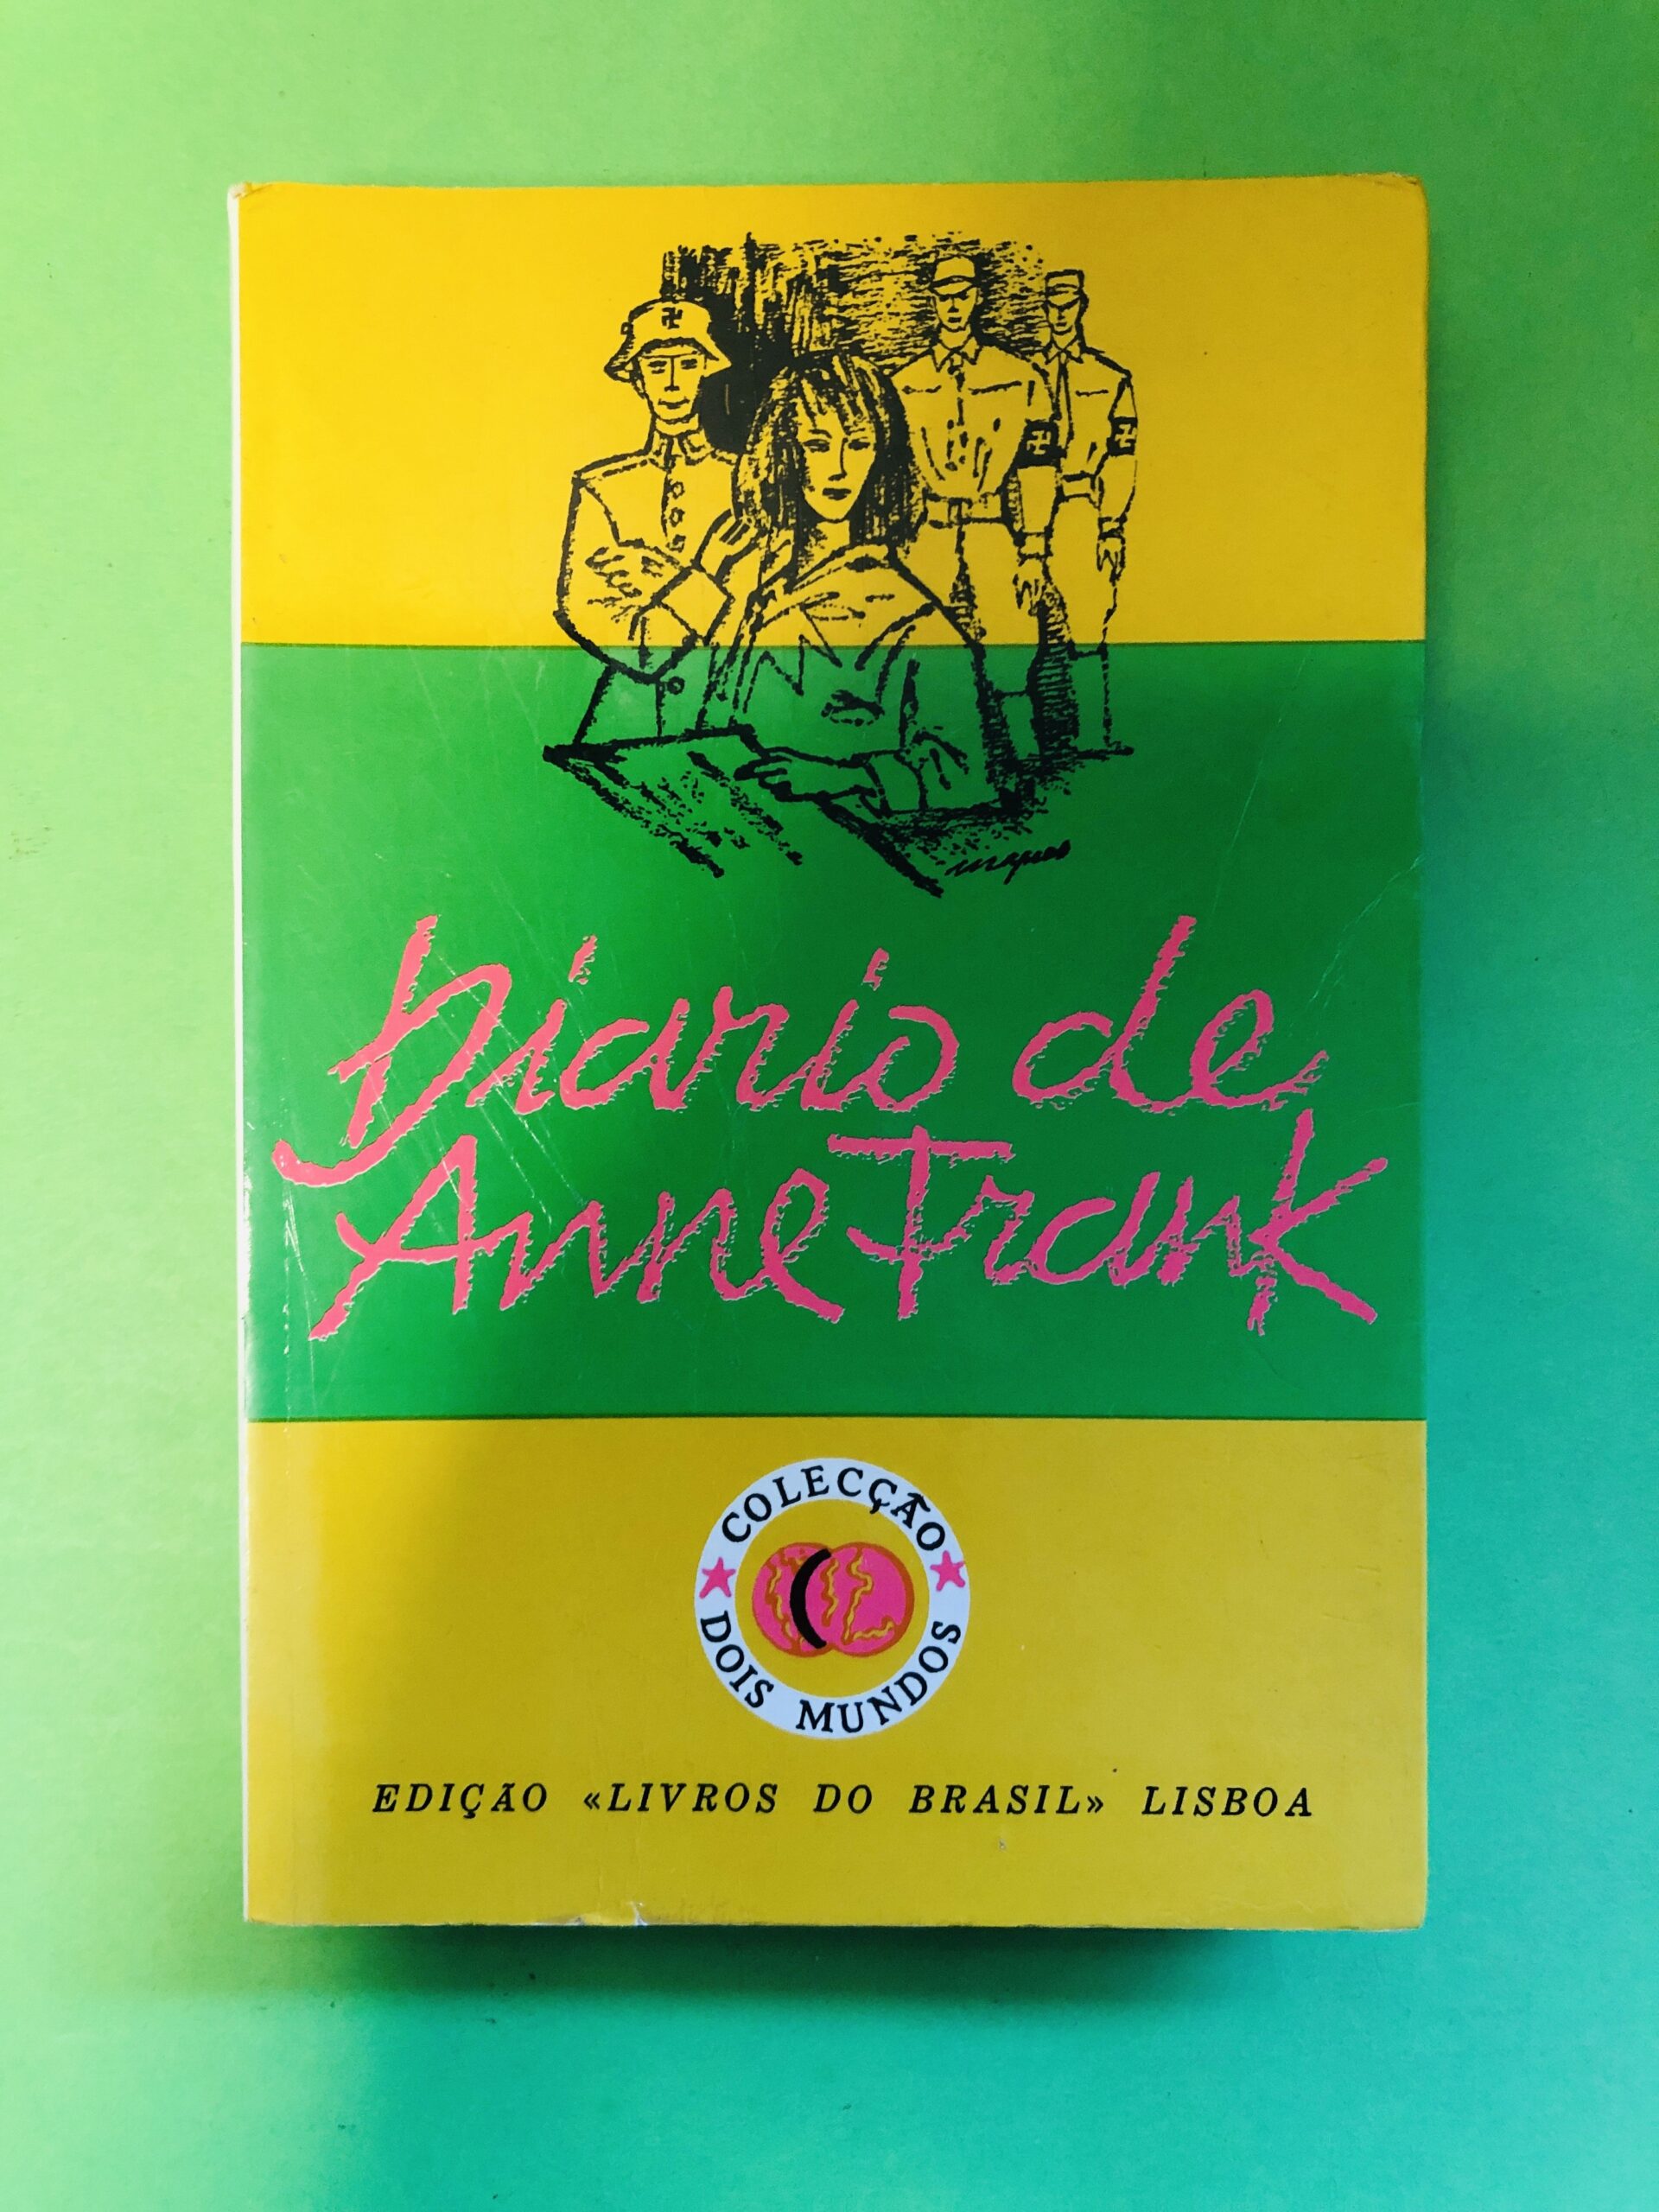 Diario de
Anne Frank
COLECÇÃO
DOIS MUNDOS
EDIÇÃO «LIVROS DO BRASIL» LISBOA